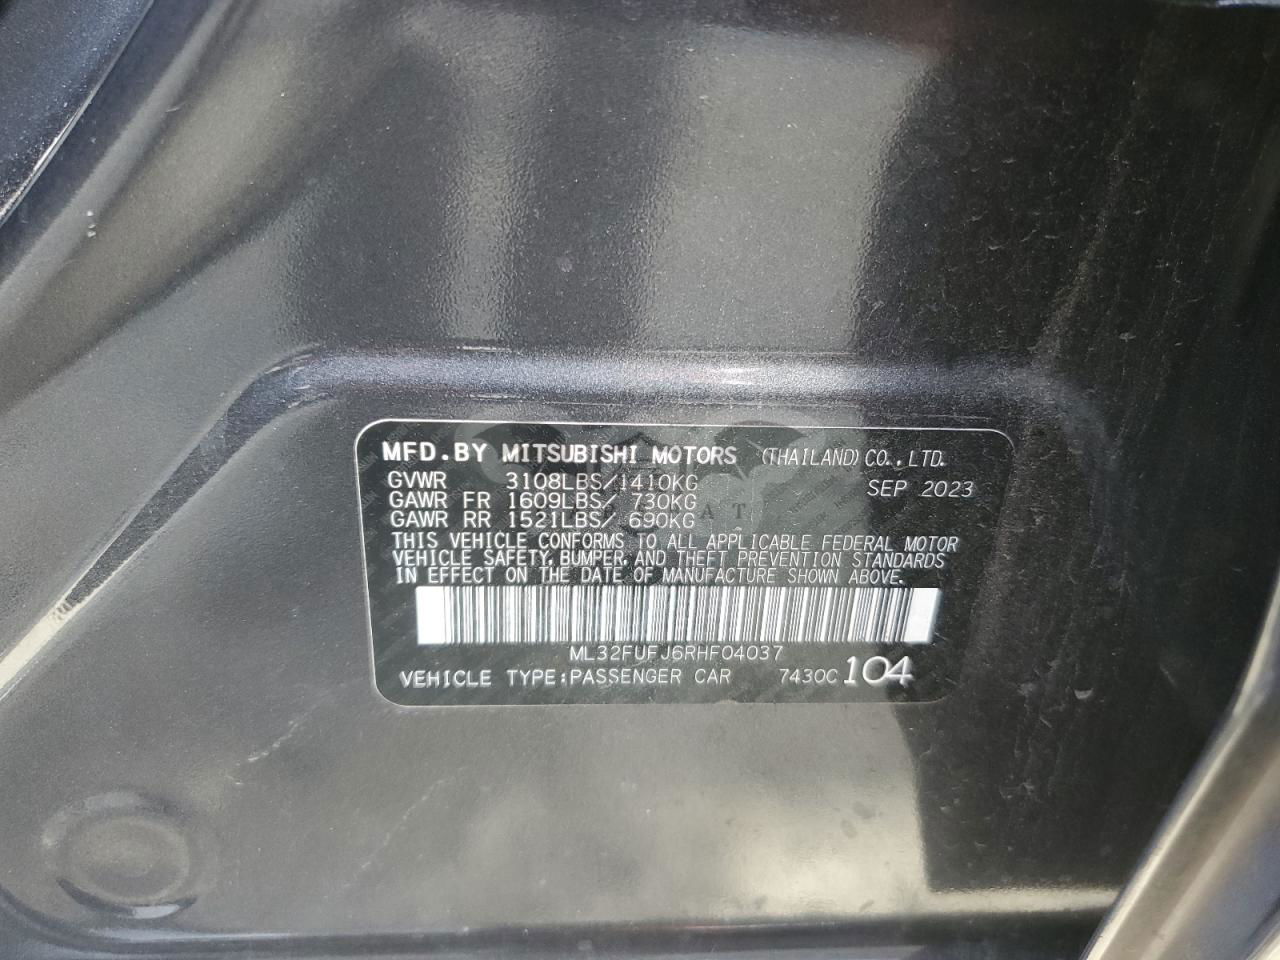 MFD.BY MITSUBISHI MOTORS (THAILAND) CO., LTD.
GVWR 3108LBS/1410KG SEP 2023
GAWR FR 1609LBS/ 730KG
GAWR RR 1521LBS/ 690KG
THIS VEHICLE CONFORMS TO ALL APPLICABLE FEDERAL MOTOR
VEHICLE SAFETY, BUMPER, AND THEFT PREVENTION STANDARDS
IN EFFECT ON THE DATE OF MANUFACTURE SHOWN ABOVE.
ML32FUFJ6RHF04037
VEHICLE TYPE:PASSENGER CAR 7430C 104